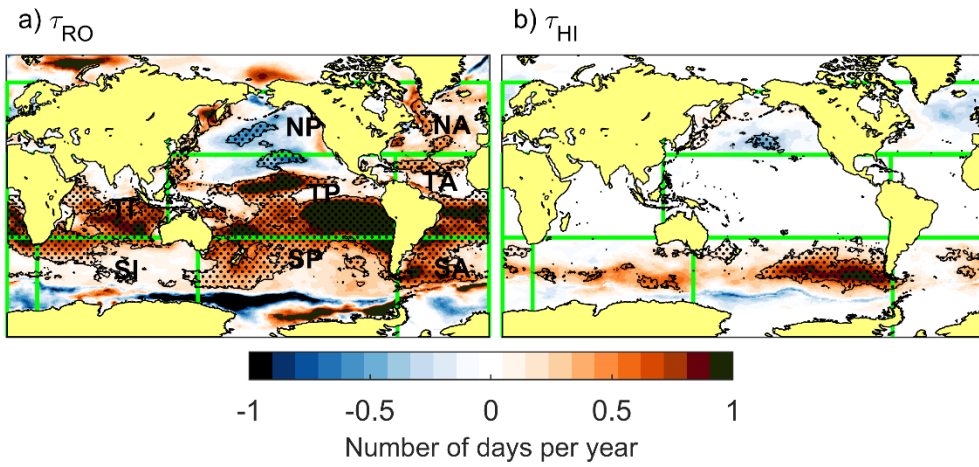 a) τRO
b) τHI
NP
NA
TP
TA
TI
SI
SP
SA
-1
-0.5
0
0.5
1
Number of days per year